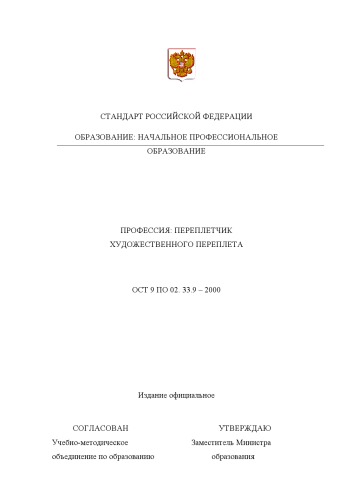 СТАНДАРТ РОССИЙСКОЙ ФЕДЕРАЦИИ
ОБРАЗОВАНИЕ: НАЧАЛЬНОЕ ПРОФЕССИОНАЛЬНОЕ
ОБРАЗОВАНИЕ
ПРОФЕССИЯ: ПЕРЕПЛЕТЧИК
ХУДОЖЕСТВЕННОГО ПЕРЕПЛЕТА
ОСТ 9 ПО 02. 33.9 – 2000
Издание официальное
СОГЛАСОВАН УТВЕРЖДАЮ
Учебно-методическое Заместитель Министра
объединение по образованию образования